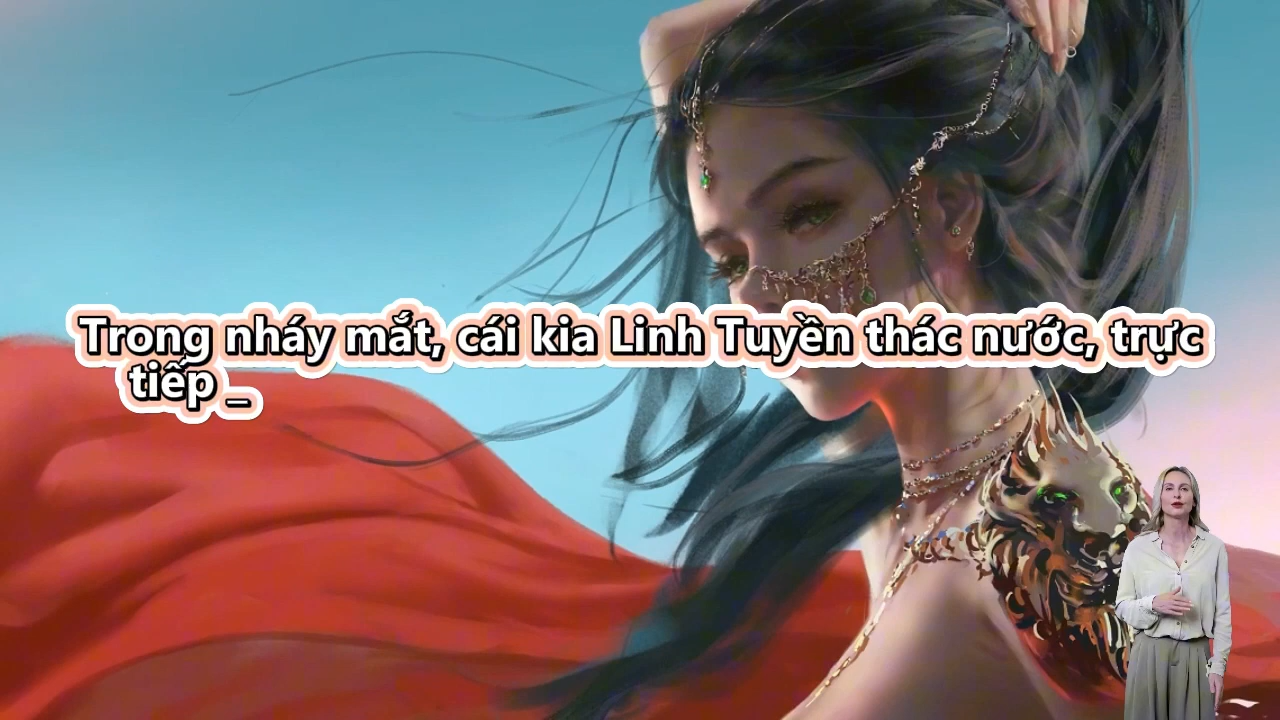 Trong nháy mắt, cái kia Linh Tuyền thác nước, trực
tiếp _